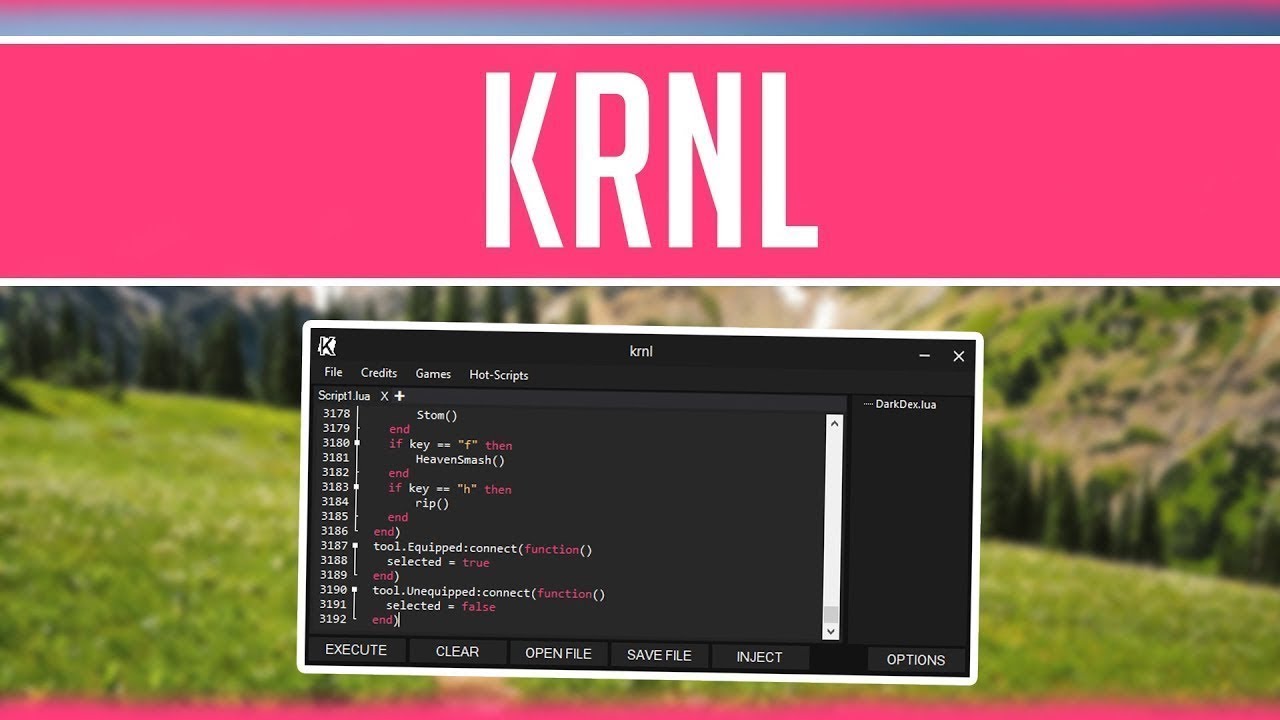 KRNL
krnl
File Credits Games Hot-Scripts
Script1.lua X +
DarkDex.lua
3178 Stom()
3179 end
3180 if key == "f" then
3181 HeavenSmash()
3182 end
3183 if key == "h" then
3184 rip()
3185 end
3186 end)
3187 tool.Equipped:connect(function()
3188 selected = true
3189 end)
3190 tool.Unequipped:connect(function()
3191 selected = false
3192 end)
EXECUTE CLEAR OPEN FILE SAVE FILE INJECT OPTIONS